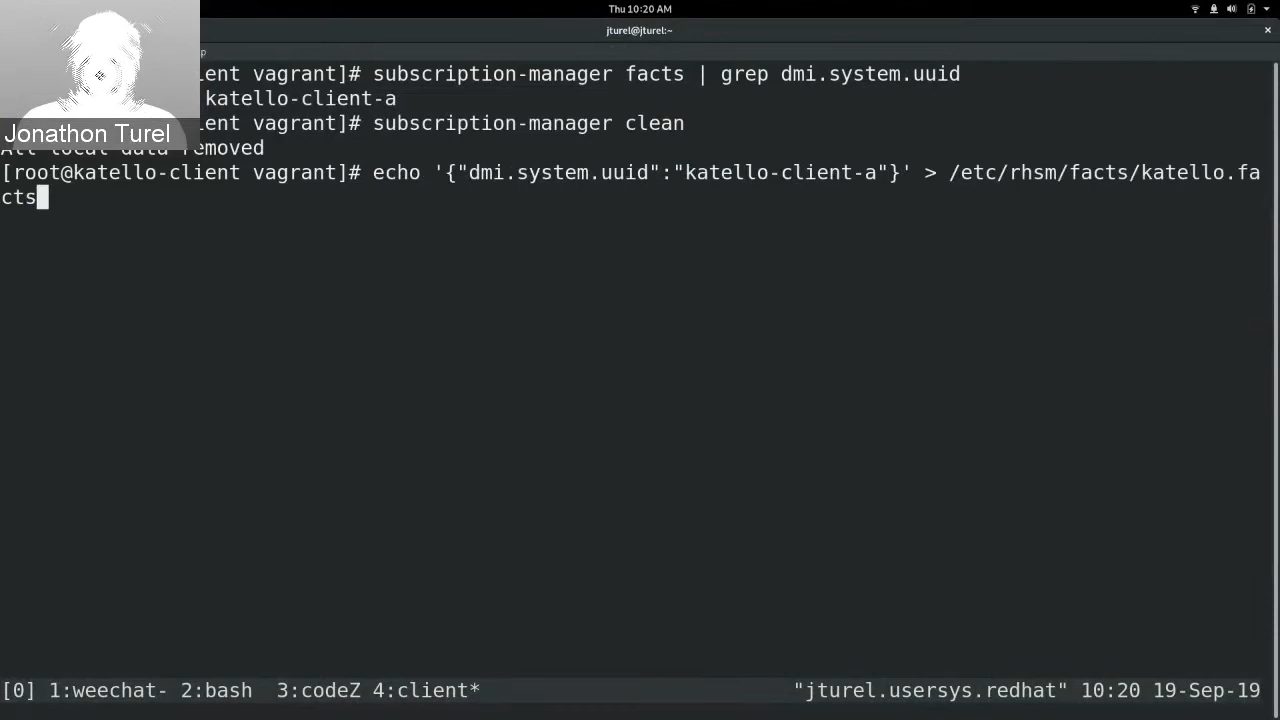 Thu 10:20 AM
jturel@jturel:~
p
ent vagrant]# subscription-manager facts | grep dmi.system.uuid
katello-client-a
Jonathon Turel
ent vagrant]# subscription-manager clean
All local data removed
[root@katello-client vagrant]# echo '{"dmi.system.uuid":"katello-client-a"}' > /etc/rhsm/facts/katello.fa
cts
[0] 1:weechat- 2:bash  3:codeZ 4:client*
"jturel.usersys.redhat" 10:20 19-Sep-19